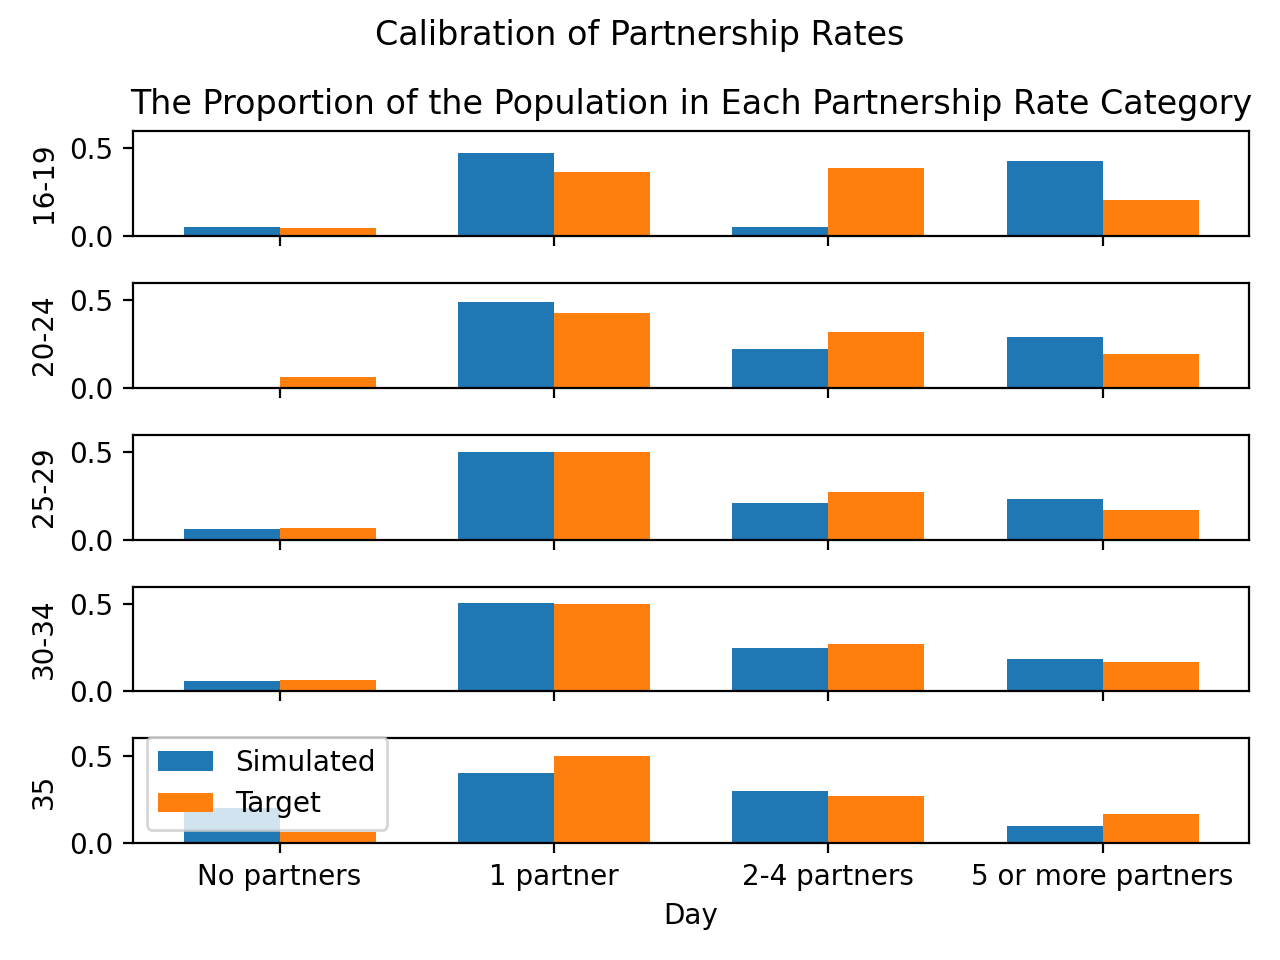 Calibration of Partnership Rates
The Proportion of the Population in Each Partnership Rate Category
0.5
0.0
16-19
0.5
0.0
20-24
0.5
0.0
25-29
0.5
0.0
30-34
0.5
0.0
35
Simulated
Target
No partners 1 partner 2-4 partners 5 or more partners
Day